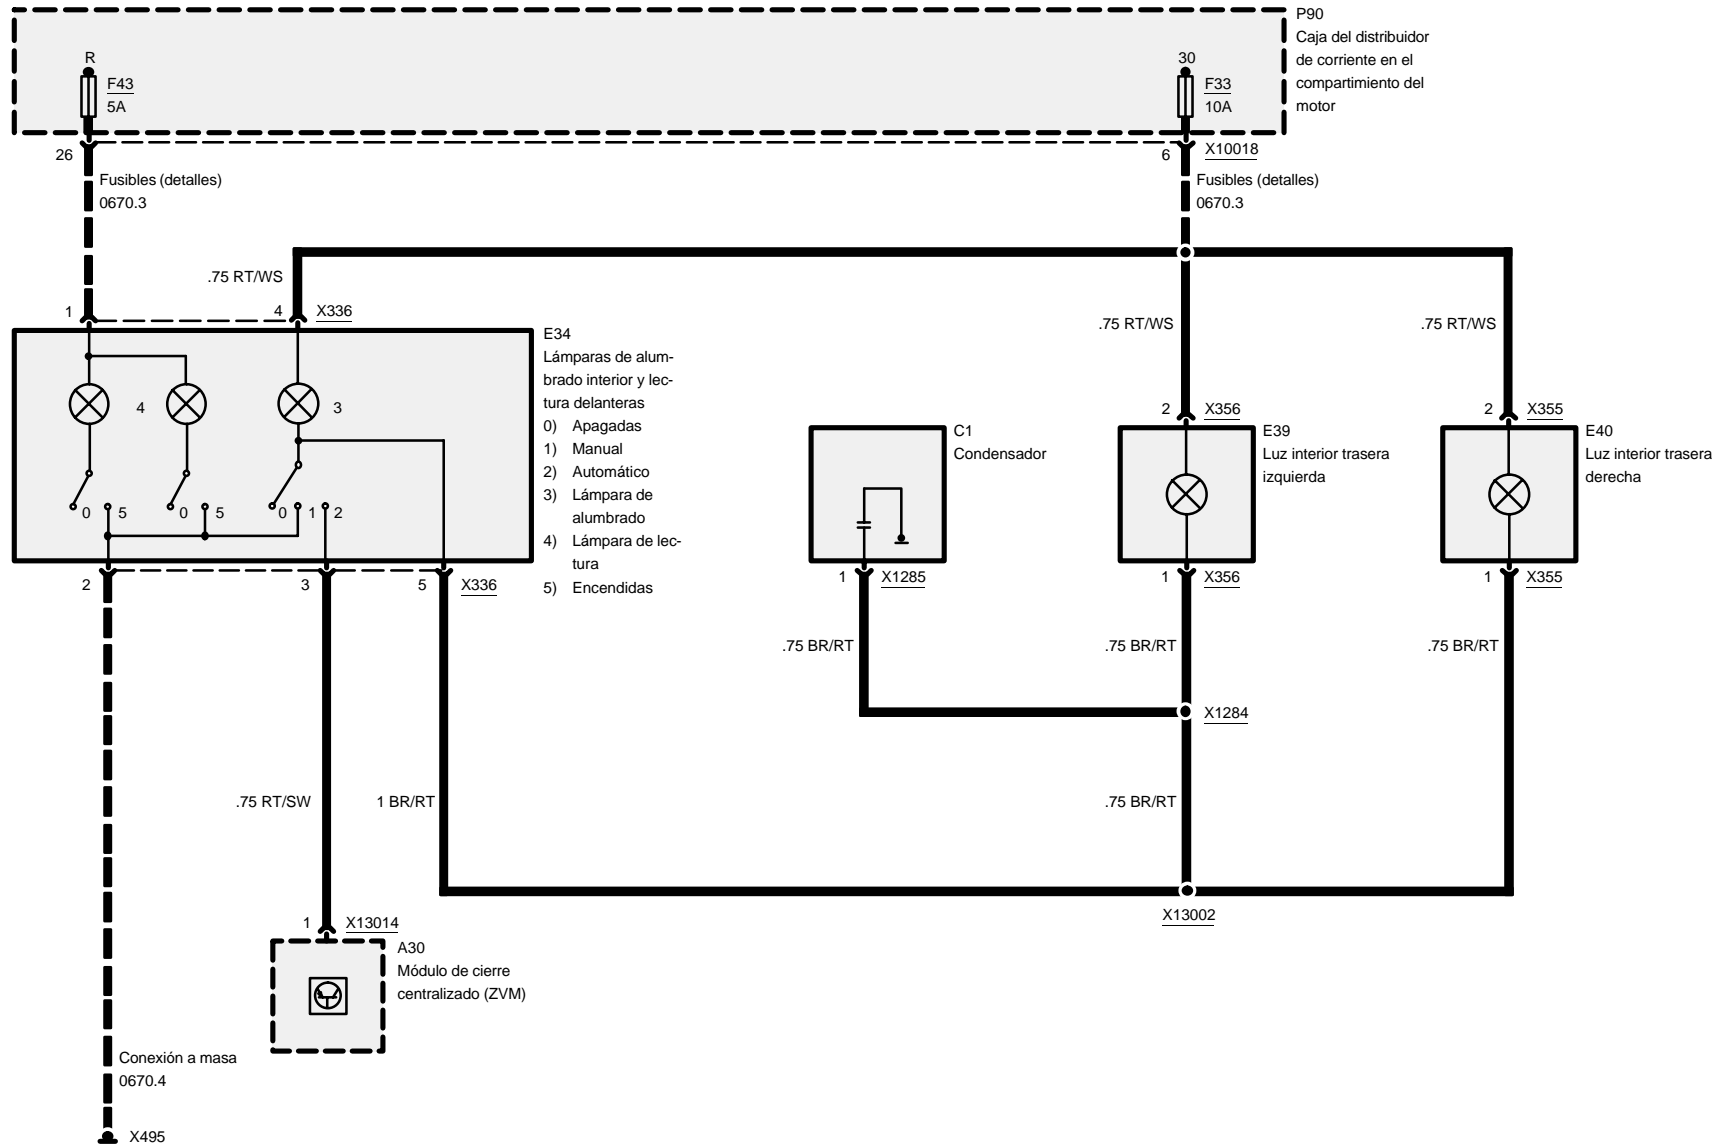 P90
Caja del distribuidor
de corriente en el
compartimiento del
motor
R
F43
5A
30
F33
10A
26
6
X10018
Fusibles (detalles)
0670.3
Fusibles (detalles)
0670.3
.75 RT/WS
1
4
X336
.75 RT/WS
.75 RT/WS
E34
Lámparas de alum-
brado interior y lec-
tura delanteras
0) Apagadas
1) Manual
2) Automático
3) Lámpara de
alumbrado
4) Lámpara de lec-
tura
5) Encendidas
4
3
0
5
0
5
0
1
2
2
X356
2
X355
C1
Condensador
E39
Luz interior trasera
izquierda
E40
Luz interior trasera
derecha
2
3
5
X336
1
X1285
1
X356
1
X355
.75 BR/RT
.75 BR/RT
.75 BR/RT
X1284
.75 RT/SW
1 BR/RT
.75 BR/RT
X13002
1
X13014
A30
Módulo de cierre
centralizado (ZVM)
Conexión a masa
0670.4
X495